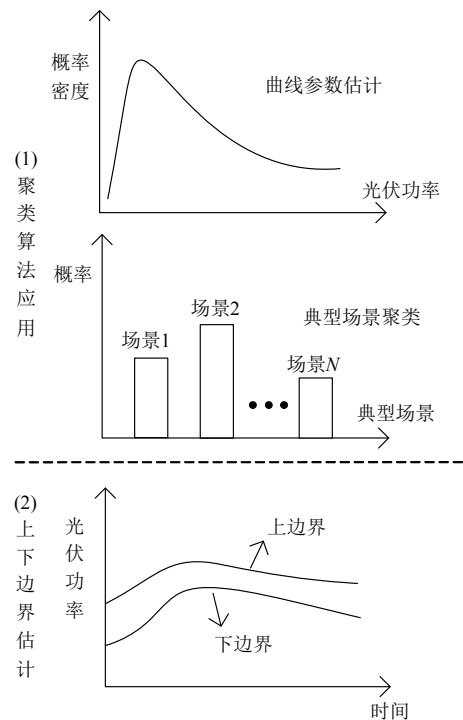 概率
密度
曲线参数估计
光伏功率
(1)
聚类算法应用
概率
场景1
场景2
典型场景聚类
场景N
典型场景
(2)
上下边界估计
光伏功率
上边界
下边界
时间